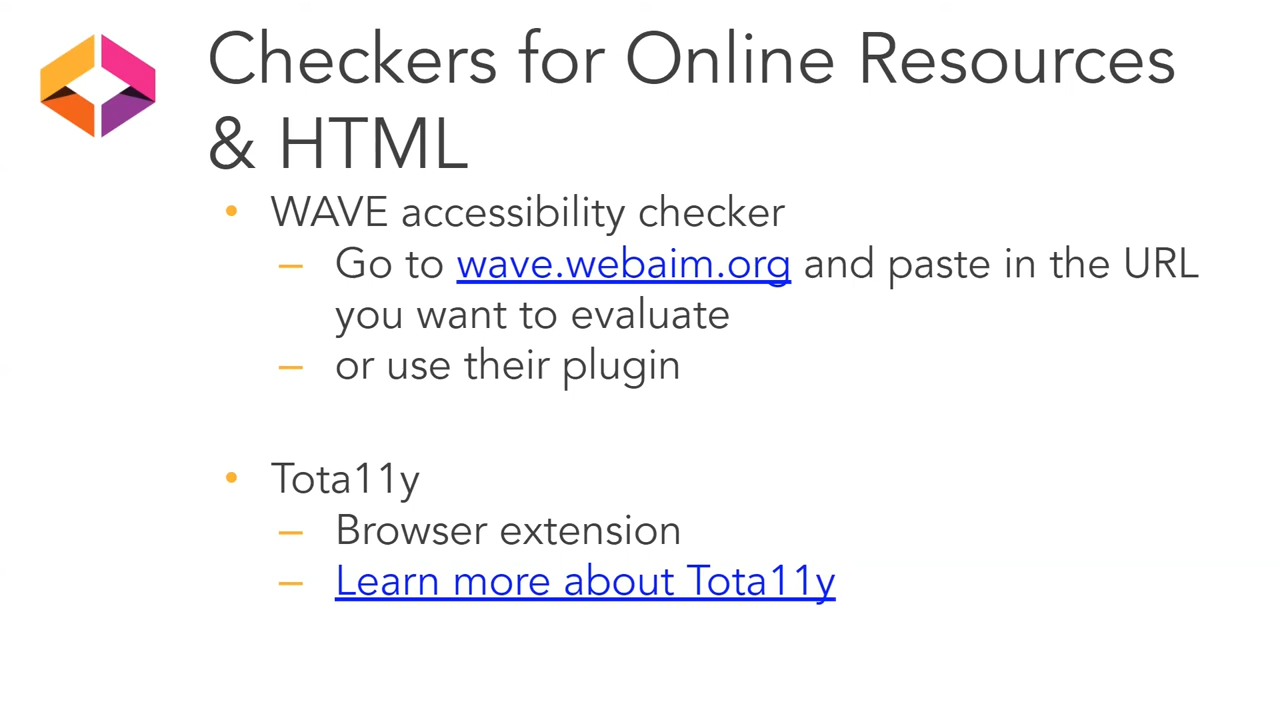 Checkers for Online Resources
& HTML
• WAVE accessibility checker
– Go to wave.webaim.org and paste in the URL
you want to evaluate
– or use their plugin
• Tota11y
– Browser extension
– Learn more about Tota11y